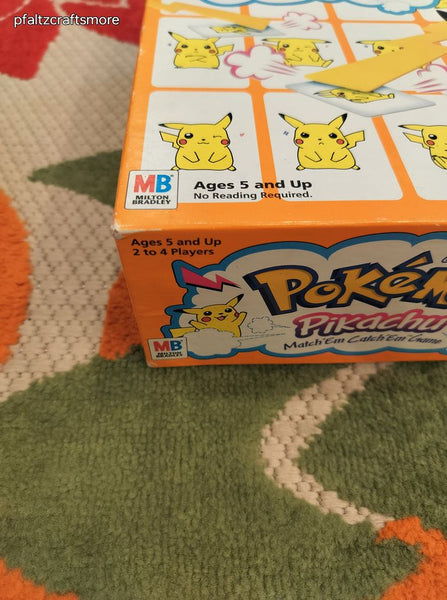 pfaltzcraftsmore
MB
MILTON
BRADLEY
Ages 5 and Up
No Reading Required.
Ages 5 and Up
2 to 4 Players
Pikachu
Match 'Em Catch 'Em Game
MB
MILTON
BRADLEY